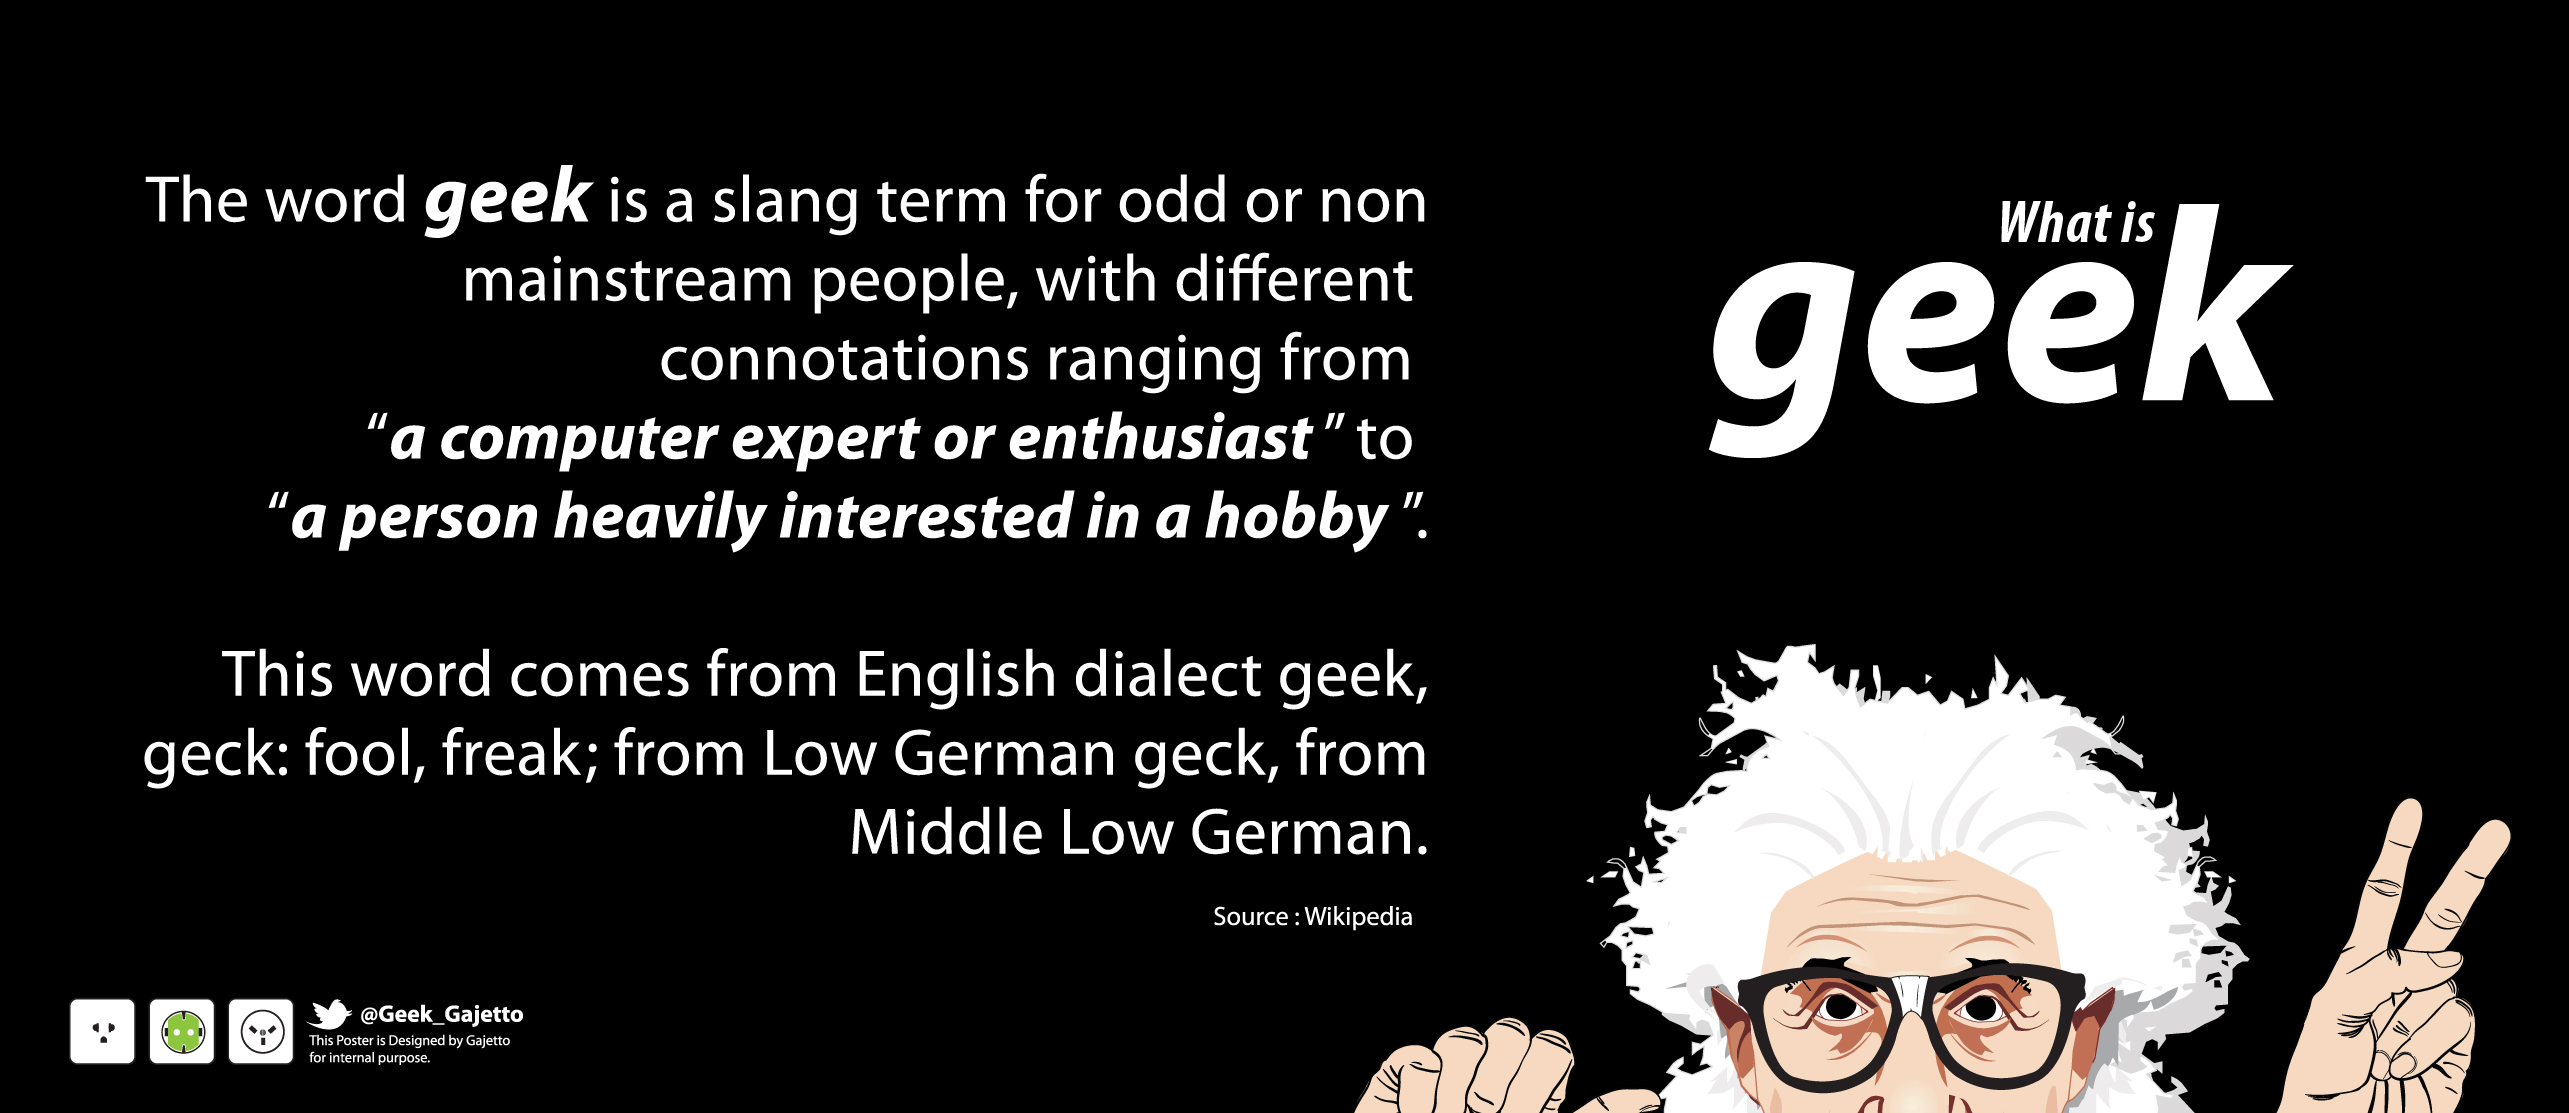 The word geek is a slang term for odd or non
mainstream people, with different
connotations ranging from
“a computer expert or enthusiast ” to
“a person heavily interested in a hobby ”.
This word comes from English dialect geek,
geck: fool, freak; from Low German geck, from
Middle Low German.
Source : Wikipedia
What is
geek
@Geek_Gajetto
This Poster is Designed by Gajetto
for internal purpose.